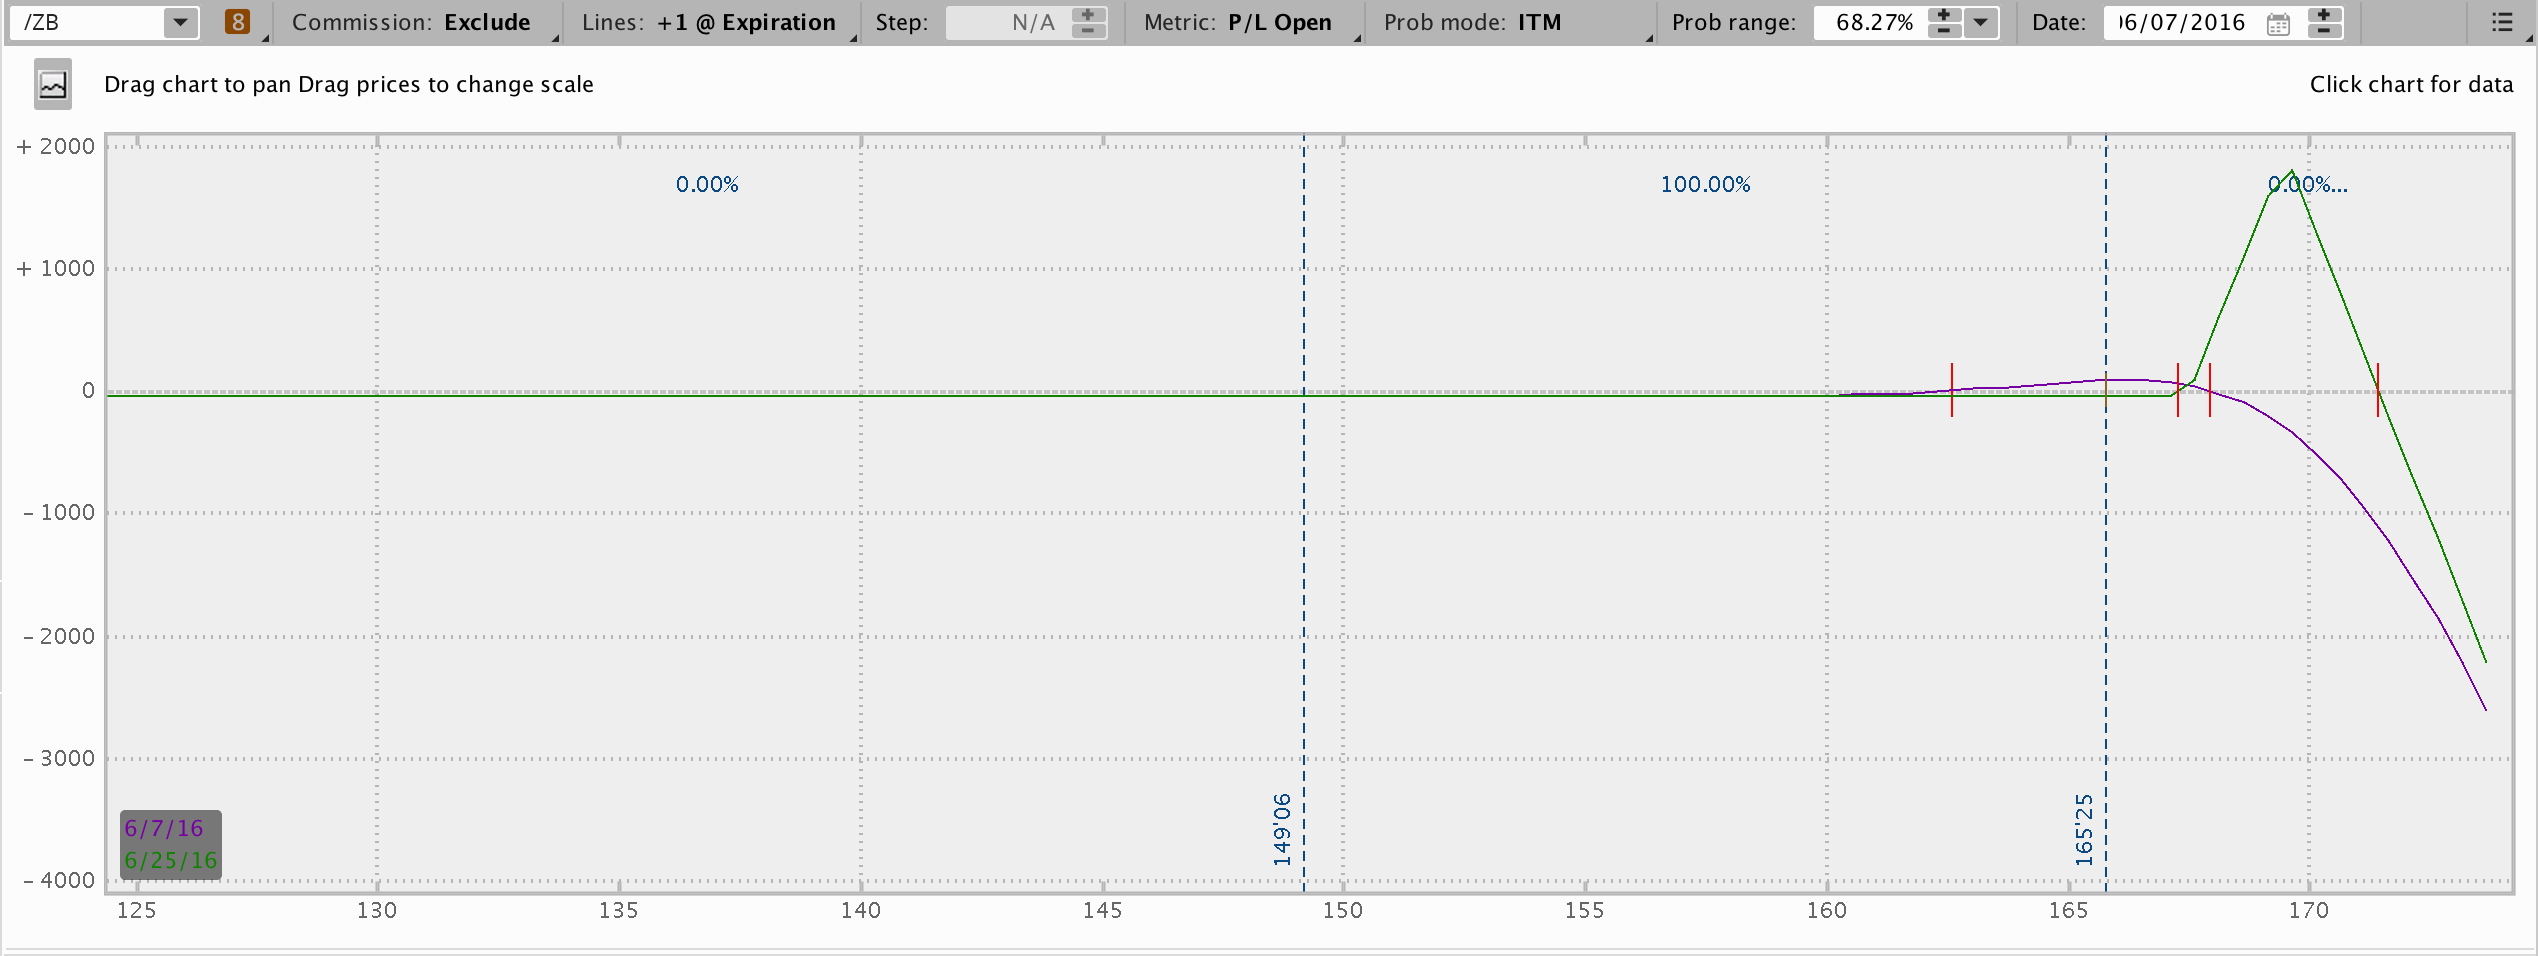 /ZB 8 Commission: Exclude Lines: +1 @ Expiration Step: N/A Metric: P/L Open Prob mode: ITM Prob range: 68.27% Date: 06/07/2016
Drag chart to pan Drag prices to change scale Click chart for data
+ 2000
0.00% 100.00% 0.00%...
+ 1000
0
- 1000
- 2000
- 3000
149'06 165'25
6/7/16
6/25/16
- 4000
125 130 135 140 145 150 155 160 165 170